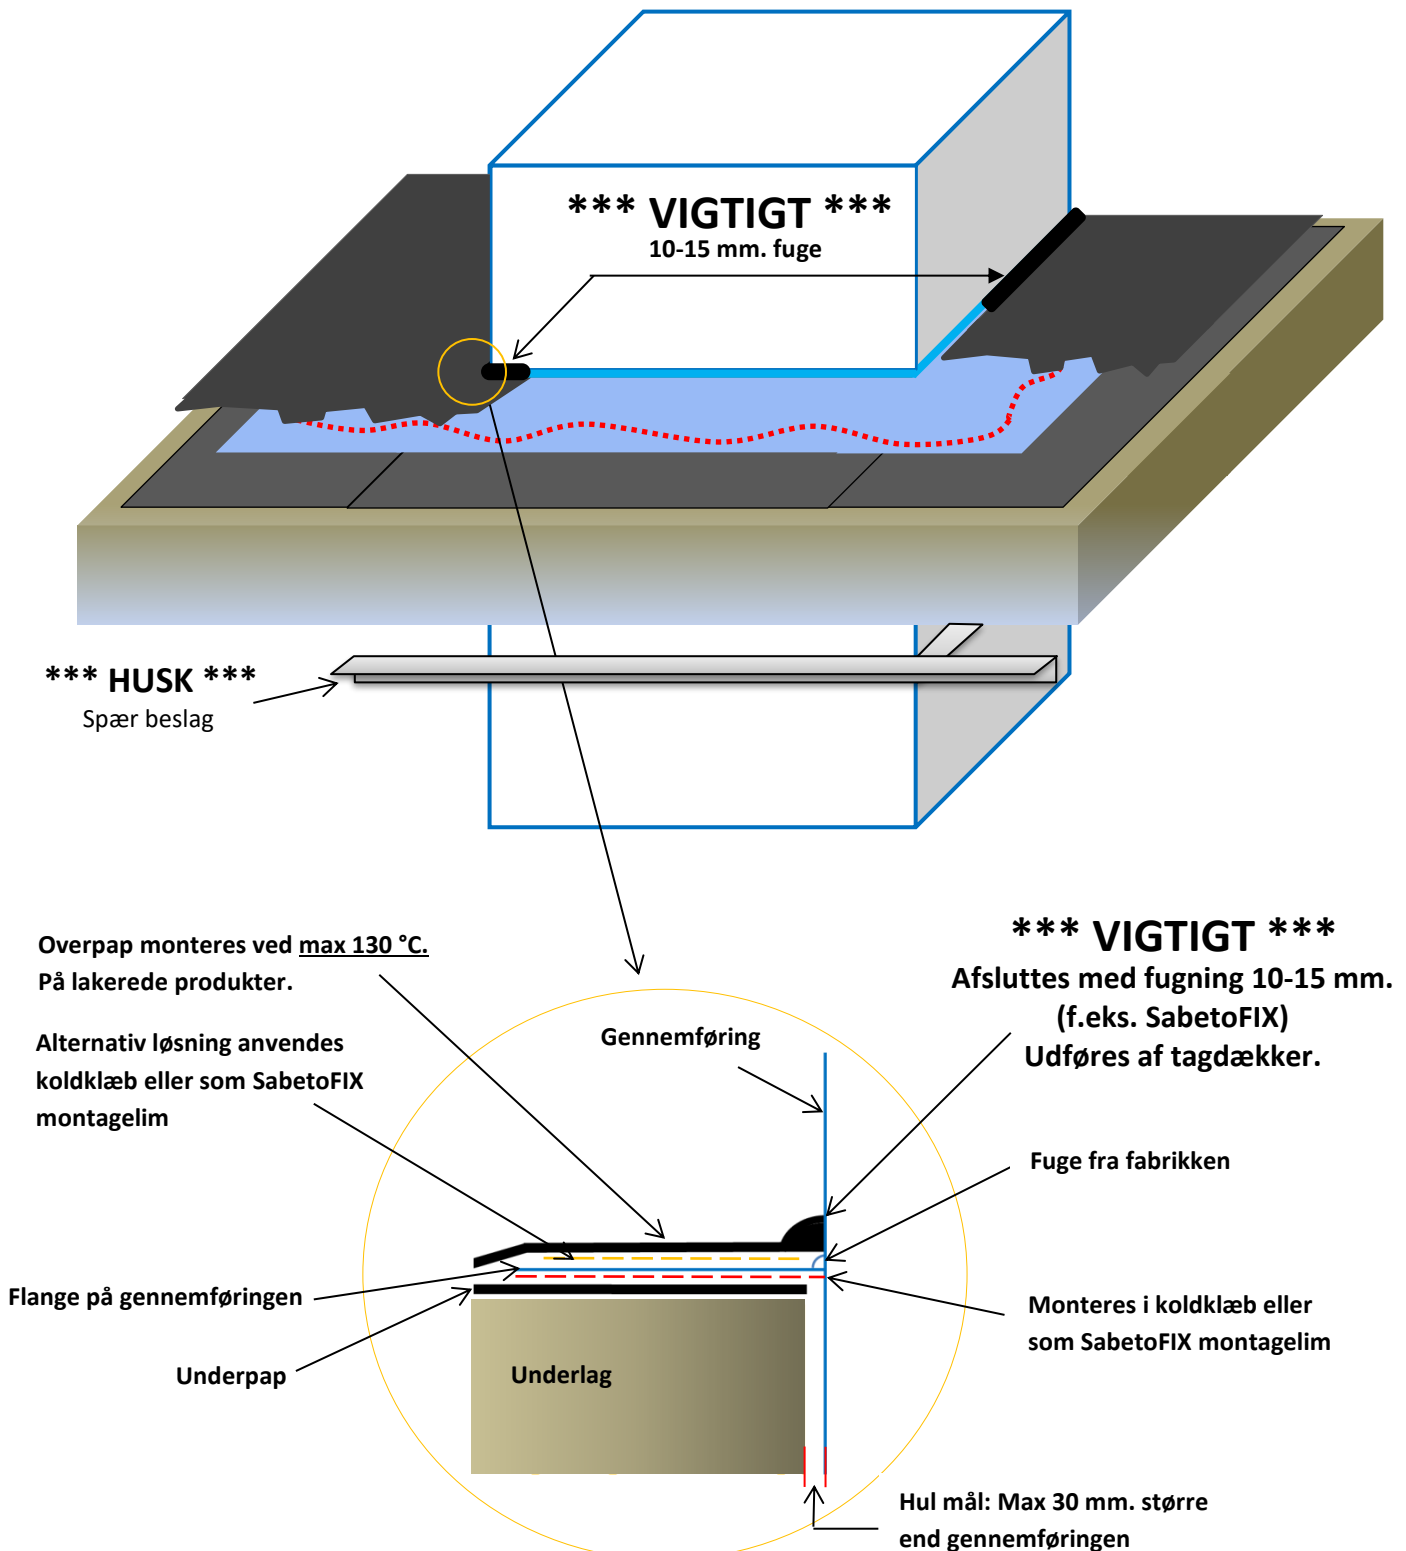 *** VIGTIGT ***
10-15 mm. fuge
*** HUSK ***
Spær beslag
Overpap monteres ved max 130 °C.
På lakerede produkter.
Alternativ løsning anvendes
koldklæb eller som SabetoFIX
montagelim
Gennemføring
*** VIGTIGT ***
Afsluttes med fugning 10-15 mm.
(f.eks. SabetoFIX)
Udføres af tagdækker.
Fuge fra fabrikken
Flange på gennemføringen
Monteres i koldklæb eller
som SabetoFIX montagelim
Underpap
Underlag
Hul mål: Max 30 mm. større
end gennemføringen